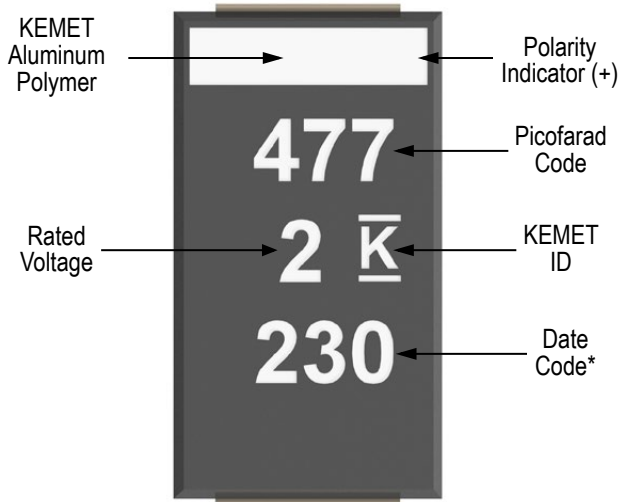 KEMET
Aluminum
Polymer
Polarity
Indicator (+)
477
Picofarad
Code
Rated
Voltage
2 K
KEMET
ID
230
Date
Code*